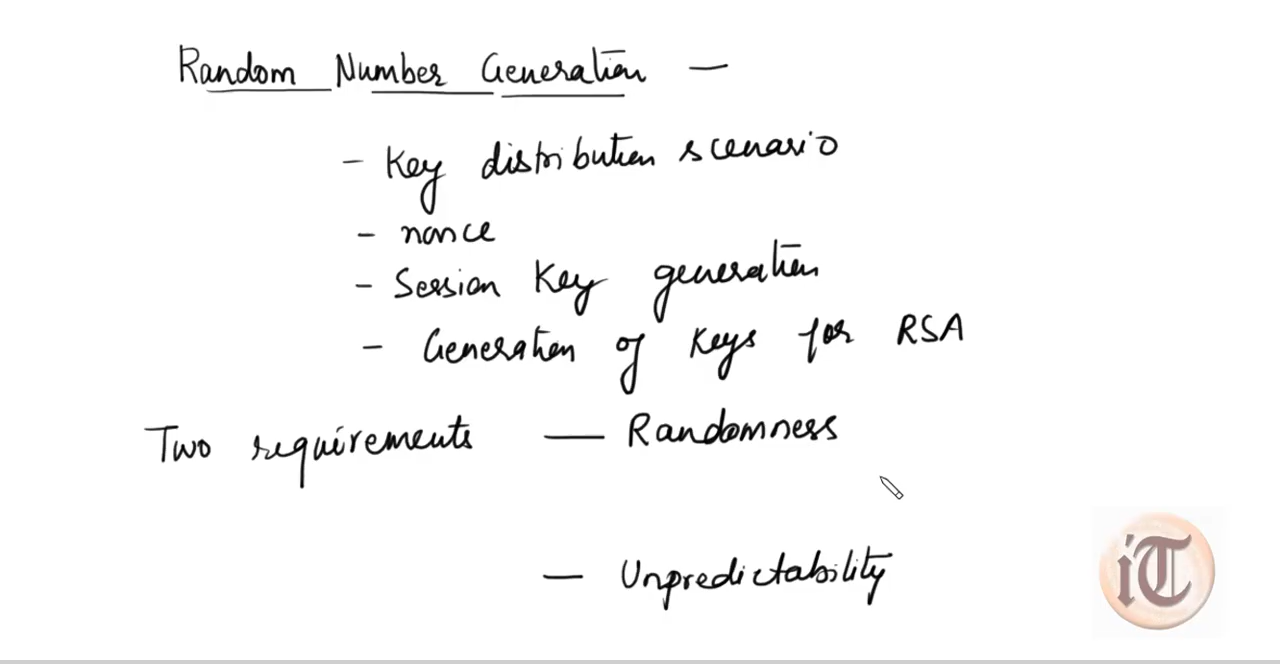 Random Number Generation —
- Key distribution scenario
- nonce
- Session Key generation
- Generation of Keys for RSA
Two requirements — Randomness
— Unpredictability
iT